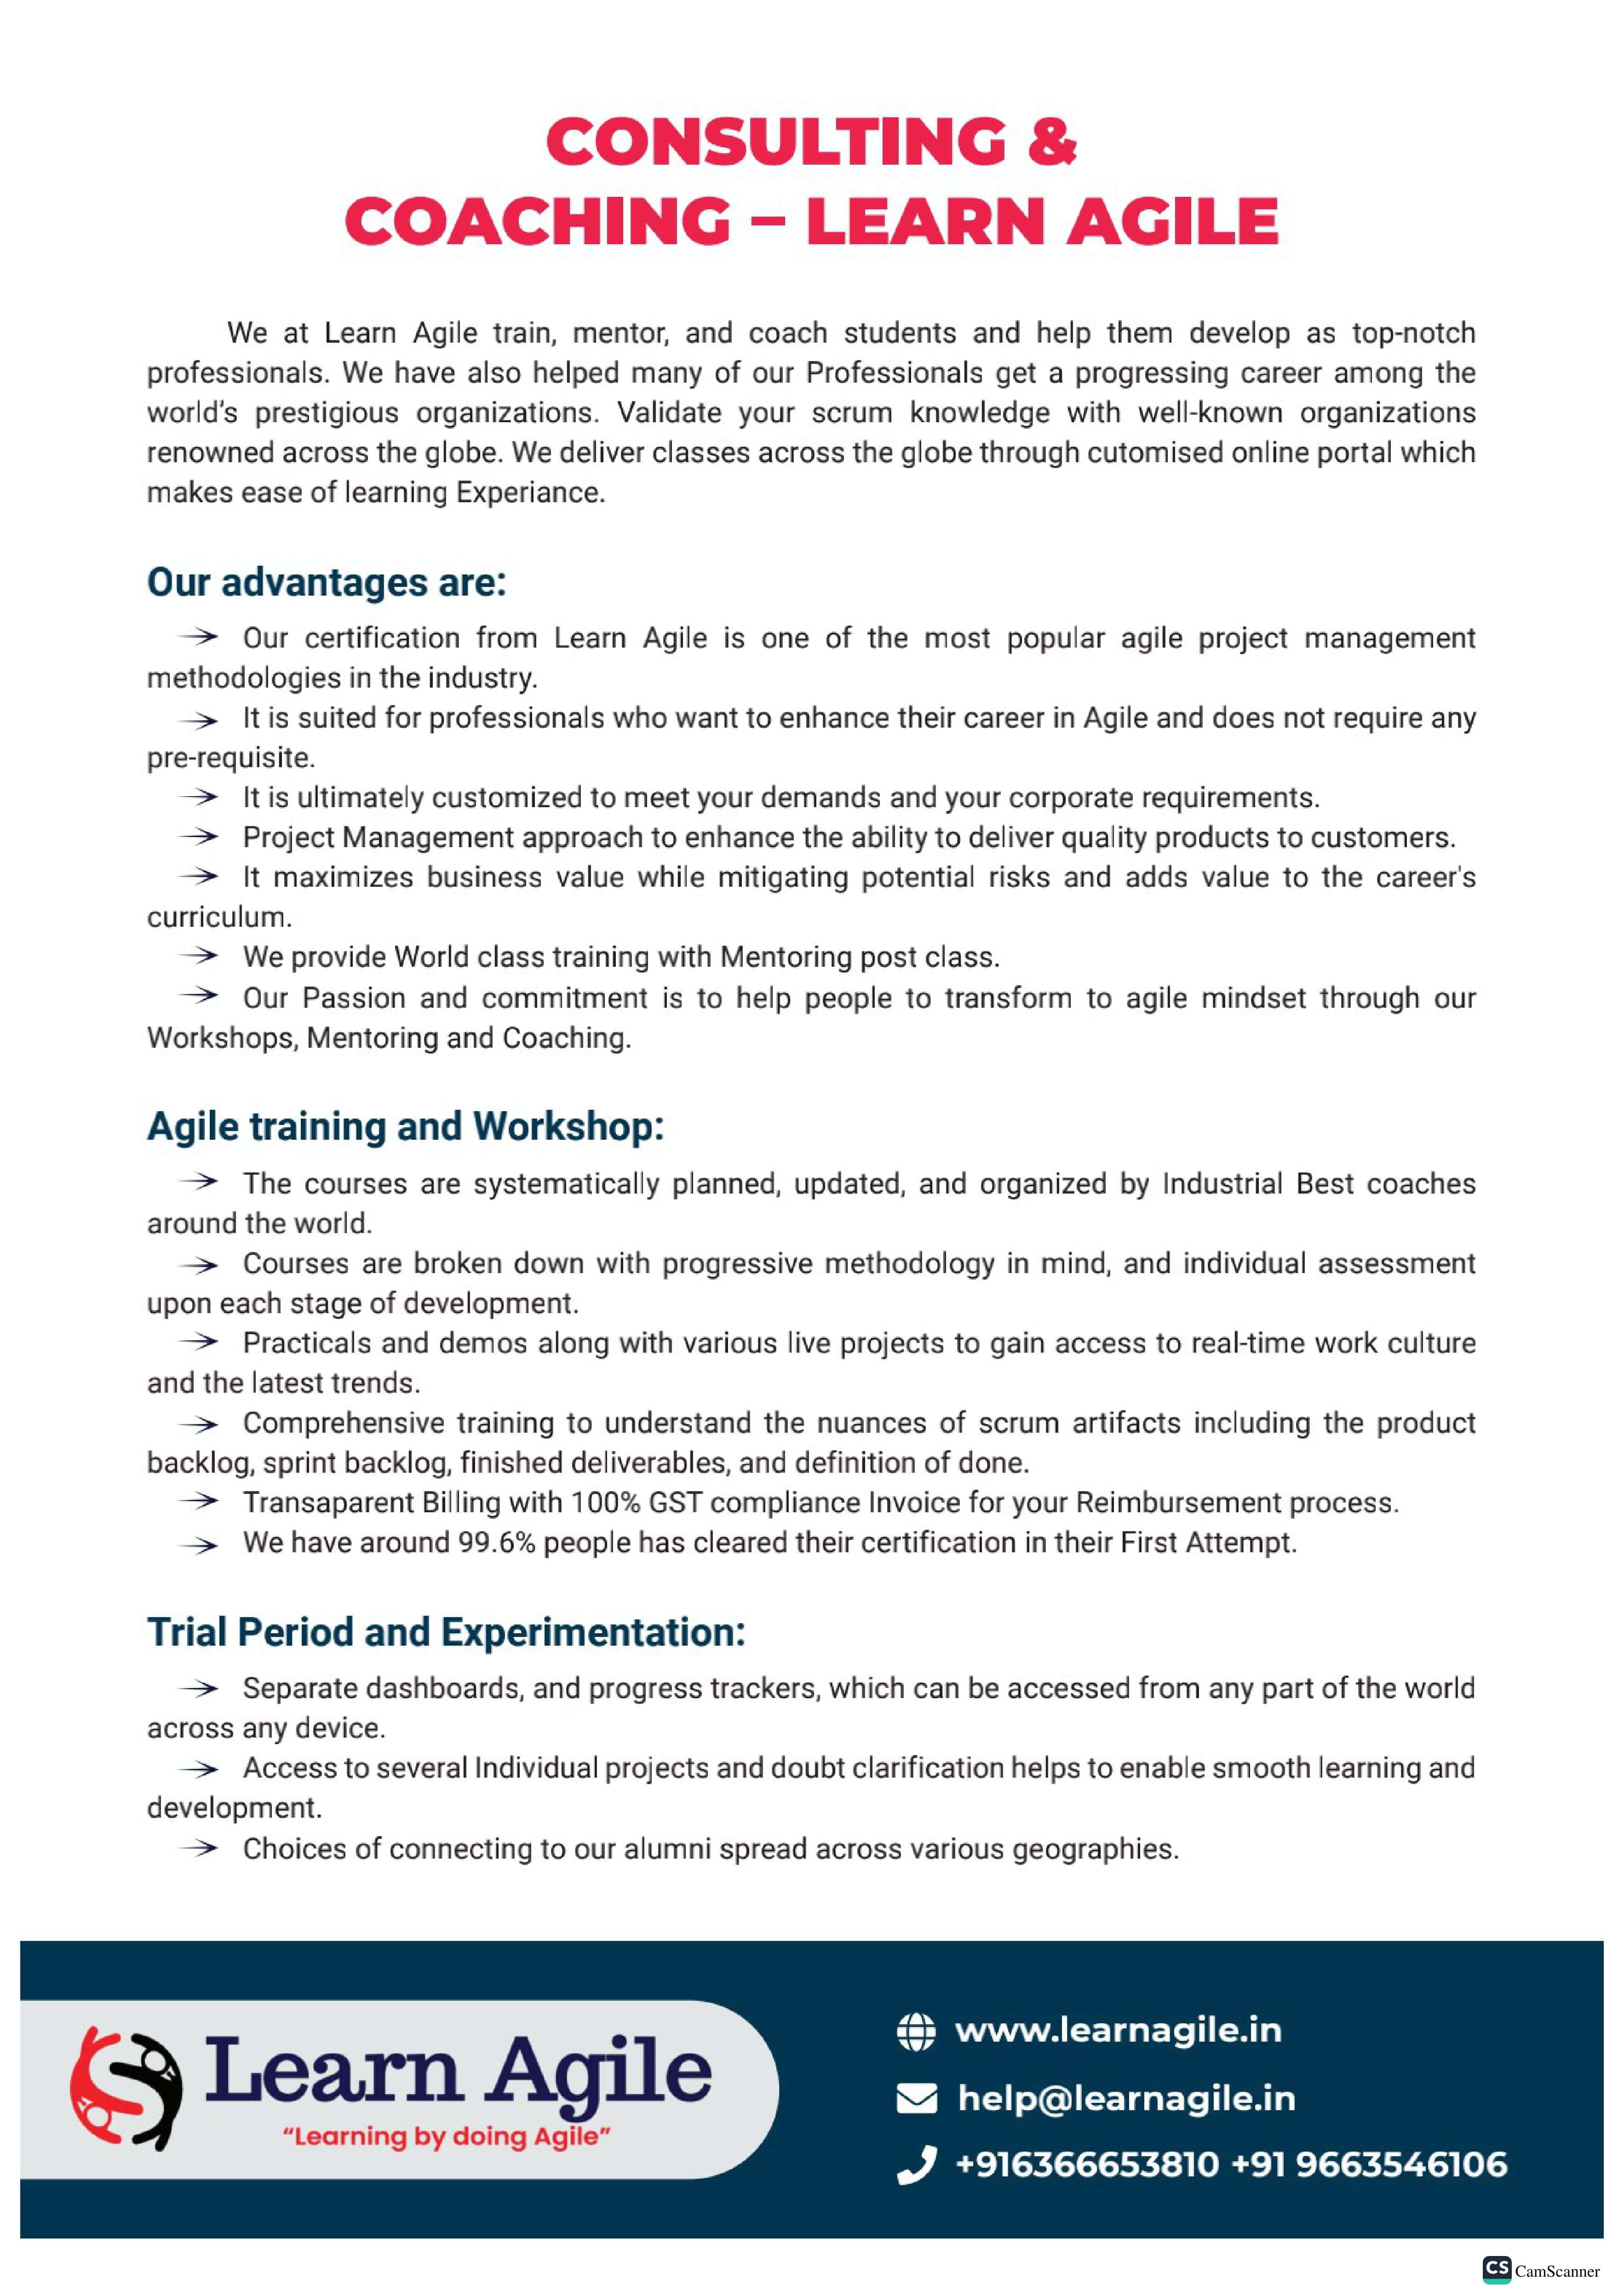 CONSULTING &
COACHING – LEARN AGILE
We at Learn Agile train, mentor, and coach students and help them develop as top-notch
professionals. We have also helped many of our Professionals get a progressing career among the
world's prestigious organizations. Validate your scrum knowledge with well-known organizations
renowned across the globe. We deliver classes across the globe through cutomised online portal which
makes ease of learning Experiance.
Our advantages are:
→ Our certification from Learn Agile is one of the most popular agile project management
methodologies in the industry.
→ It is suited for professionals who want to enhance their career in Agile and does not require any
pre-requisite.
→ It is ultimately customized to meet your demands and your corporate requirements.
→ Project Management approach to enhance the ability to deliver quality products to customers.
→ It maximizes business value while mitigating potential risks and adds value to the career's
curriculum.
→ We provide World class training with Mentoring post class.
→ Our Passion and commitment is to help people to transform to agile mindset through our
Workshops, Mentoring and Coaching.
Agile training and Workshop:
→ The courses are systematically planned, updated, and organized by Industrial Best coaches
around the world.
→ Courses are broken down with progressive methodology in mind, and individual assessment
upon each stage of development.
→ Practicals and demos along with various live projects to gain access to real-time work culture
and the latest trends.
→ Comprehensive training to understand the nuances of scrum artifacts including the product
backlog, sprint backlog, finished deliverables, and definition of done.
→ Transaparent Billing with 100% GST compliance Invoice for your Reimbursement process.
→ We have around 99.6% people has cleared their certification in their First Attempt.
Trial Period and Experimentation:
→ Separate dashboards, and progress trackers, which can be accessed from any part of the world
across any device.
→ Access to several Individual projects and doubt clarification helps to enable smooth learning and
development.
→ Choices of connecting to our alumni spread across various geographies.
Learn Agile
“Learning by doing Agile”
www.learnagile.in
help@learnagile.in
+916366653810 +91 9663546106
CS CamScanner